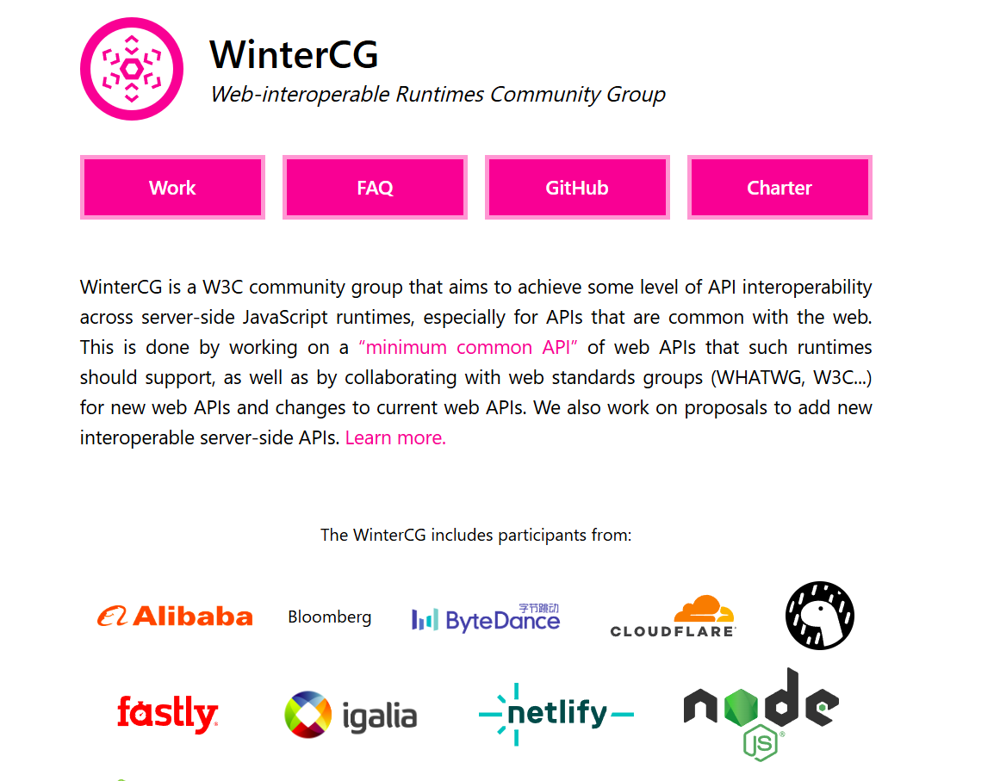 WinterCG
Web-interoperable Runtimes Community Group
Work
FAQ
GitHub
Charter
WinterCG is a W3C community group that aims to achieve some level of API interoperability
across server-side JavaScript runtimes, especially for APIs that are common with the web.
This is done by working on a “minimum common API” of web APIs that such runtimes
should support, as well as by collaborating with web standards groups (WHATWG, W3C...)
for new web APIs and changes to current web APIs. We also work on proposals to add new
interoperable server-side APIs. Learn more.
The WinterCG includes participants from:
Alibaba
Bloomberg
字节跳动
ByteDance
CLOUDFLARE
fastly
igalia
netlify
node
JS